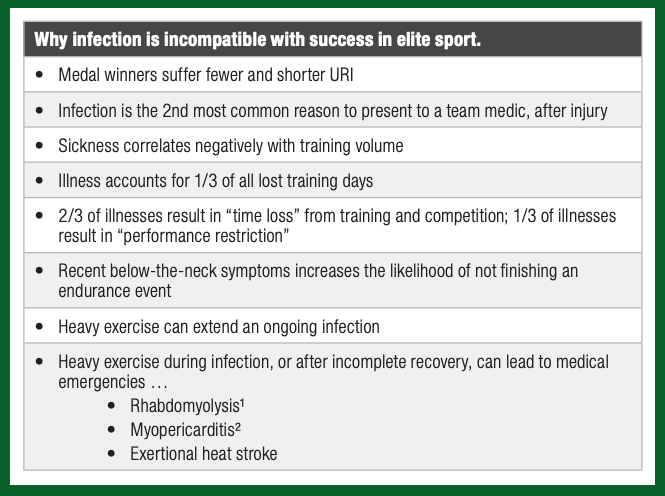 Why infection is incompatible with success in elite sport.
• Medal winners suffer fewer and shorter URI
• Infection is the 2nd most common reason to present to a team medic, after injury
• Sickness correlates negatively with training volume
• Illness accounts for 1/3 of all lost training days
• 2/3 of illnesses result in “time loss” from training and competition; 1/3 of illnesses
result in “performance restriction”
• Recent below-the-neck symptoms increases the likelihood of not finishing an
endurance event
• Heavy exercise can extend an ongoing infection
• Heavy exercise during infection, or after incomplete recovery, can lead to medical
emergencies …
• Rhabdomyolysis¹
• Myopericarditis²
• Exertional heat stroke